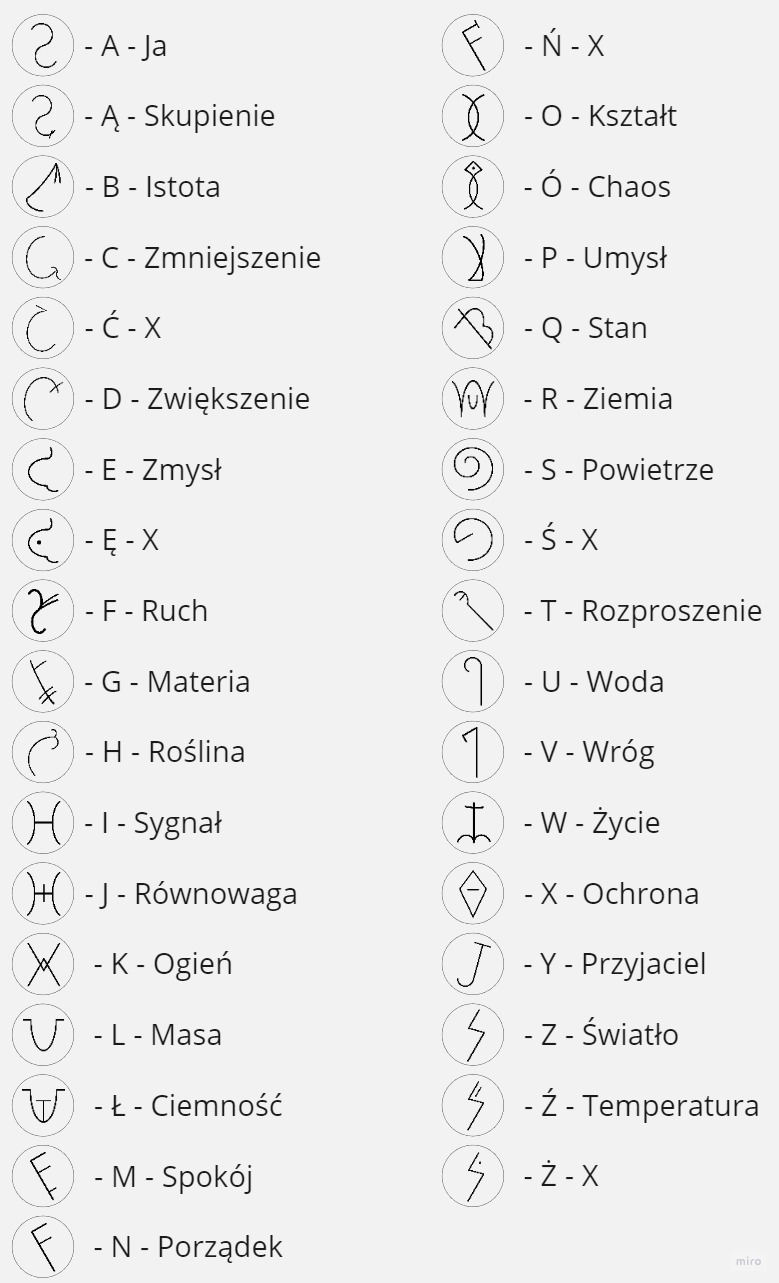 - A - Ja
- Ą - Skupienie
- B - Istota
- C - Zmniejszenie
- Ć - X
- D - Zwiększenie
- E - Zmysł
- Ę - X
- F - Ruch
- G - Materia
- H - Roślina
- I - Sygnał
- J - Równowaga
- K - Ogień
- L - Masa
- Ł - Ciemność
- M - Spokój
- N - Porządek
- Ń - X
- O - Kształt
- Ó - Chaos
- P - Umysł
- Q - Stan
- R - Ziemia
- S - Powietrze
- Ś - X
- T - Rozproszenie
- U - Woda
- V - Wróg
- W - Życie
- X - Ochrona
- Y - Przyjaciel
- Z - Światło
- Ź - Temperatura
- Ż - X
miro